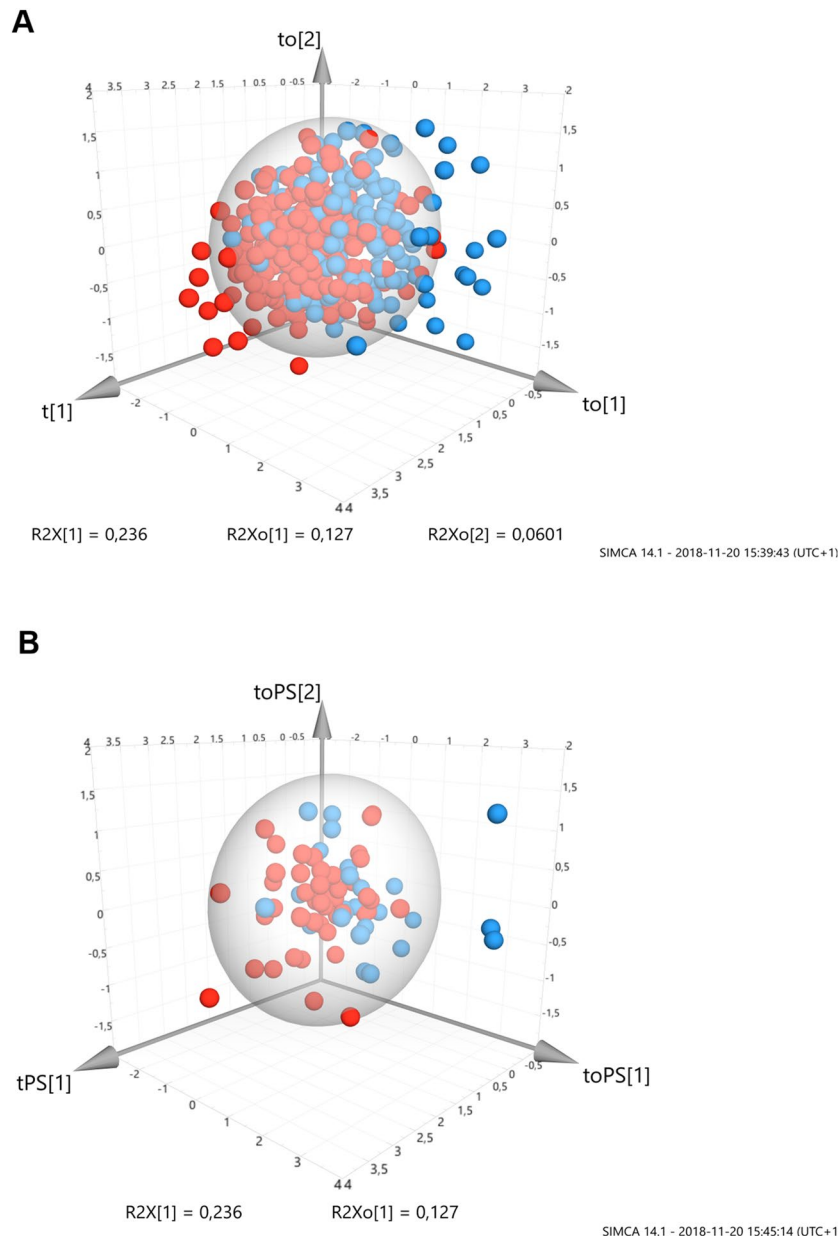 A
to[2]
4 3.5 3 2.5 2 1.5 1 0.5 0 -0.5 -2 -1 0 1 2 3 -2
2
1,5 1,5
1 1
0,5 0,5
0 0
-0,5 -0,5
-1 -1
-1,5 -1,5
t[1] to[1]
-2 -1 0 1 2 3 4
4 3,5 3 2,5 2 1,5 1 0,5 0 -0,5
R2X[1] = 0,236 R2Xo[1] = 0,127 R2Xo[2] = 0,0601
SIMCA 14.1 - 2018-11-20 15:39:43 (UTC+1)
B
toPS[2]
4 3.5 3 2.5 2 1.5 1 0.5 0 -0.5 -2 -1 0 1 2 3 -2
2
1,5 1,5
1 1
0,5 0,5
0 0
-0,5 -0,5
-1 -1
-1,5 -1,5
tPS[1] toPS[1]
-2 -1 0 1 2 3 4
4 3,5 3 2,5 2 1,5 1 0,5 0 -0,5
R2X[1] = 0,236 R2Xo[1] = 0,127
SIMCA 14.1 - 2018-11-20 15:45:14 (UTC+1